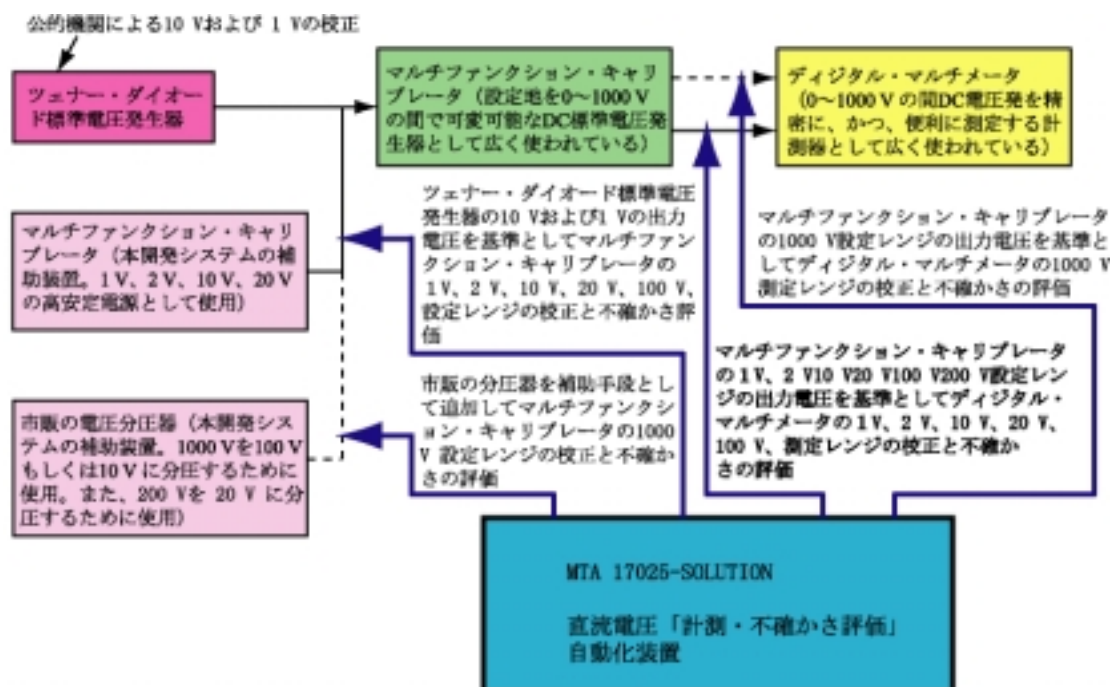 公的機関による10 Vおよび 1 Vの校正
ツェナー・ダイオー
ド標準電圧発生器
マルチファンクション・キャリ
ブレータ（設定地を0～1000 V
の間で可変可能なDC標準電圧発
生器として広く使われている）
ディジタル・マルチメータ
（0～1000 V の間DC電圧発を精
密に、かつ、便利に測定する計
測器として広く使われている）
マルチファンクション・キャリ
ブレータ（本開発システムの補
助装置。1 V、2 V、10 V、20 V
の高安定電源として使用）
ツェナー・ダイオード標準電圧
発生器の10 Vおよび1 Vの出力
電圧を基準としてマルチファン
クション・キャリブレータの
1 V、2 V、10 V、20 V、100 V、
設定レンジの校正と不確かさ評
価
マルチファンクション・キャリブレータ
の1000 V設定レンジの出力電圧を基準と
してディジタル・マルチメータの1000 V
測定レンジの校正と不確かさの評価
マルチファンクション・キャリブレータ
の 1 V、2 V10 V20 V100 V200 V設定レン
ジの出力電圧を基準としてディジタル・
マルチメータの 1 V、2 V、10 V、20 V、
100 V、測定レンジの校正と不確か
さの評価
市販の電圧分圧器（本開発シス
テムの補助装置。1000 Vを100 V
もしくは10 V に分圧するために
使用。また、200 Vを 20 V に分
圧するために使用）
市販の分圧器を補助手段とし
て追加してマルチファンクシ
ョン・キャリブレータの1000
V 設定レンジの校正と不確か
さの評価
MTA 17025-SOLUTION
直流電圧「計測・不確かさ評価」
自動化装置